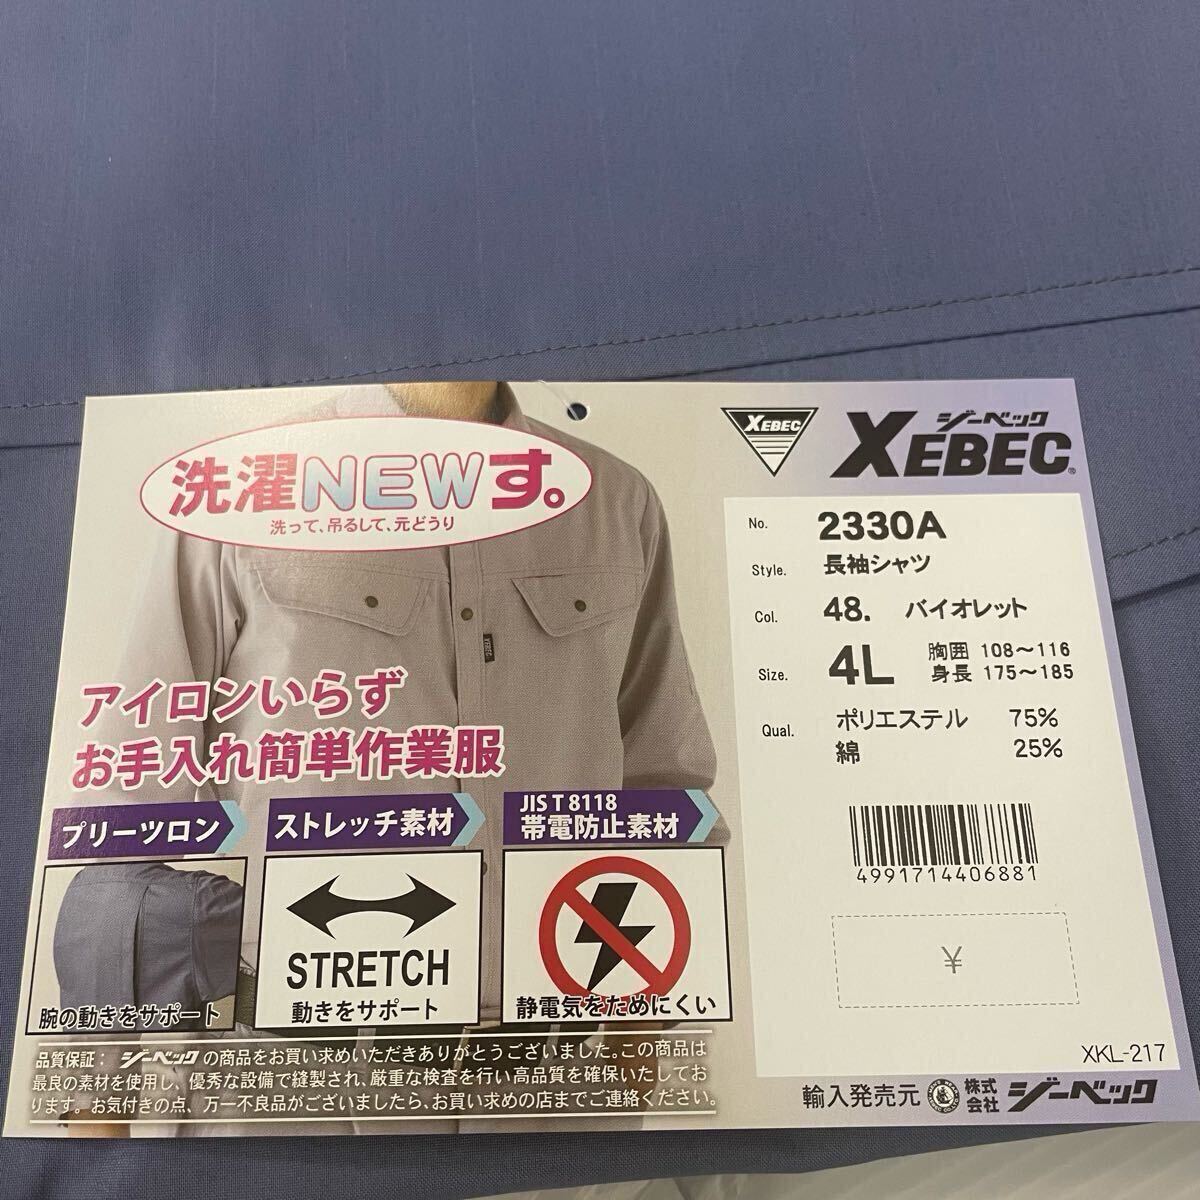 洗濯NEWす。
洗って、吊るして、元どうり
アイロンいらず
お手入れ簡単作業服
プリーツロン
腕の動きをサポート
ストレッチ素材
STRETCH
動きをサポート
JIS T 8118
帯電防止素材
静電気をためにくい
品質保証：ジーベックの商品をお買い求めいただきありがとうございました。この商品は
最良の素材を使用し、優秀な設備で縫製され、厳重な検査を行い高品質を確保いたしてお
ります。お気付きの点、万一不良品がございましたら、お買い求めの店までご連絡ください。
XEBEC
ジーベック
XEBEC®
No. 2330A
Style. 長袖シャツ
Col. 48. バイオレット
Size. 4L 胸囲 108〜116
身長 175〜185
Qual. ポリエステル 75%
綿 25%
4991714406881
¥
XKL-217
輸入発売元 株式会社 ジーベック